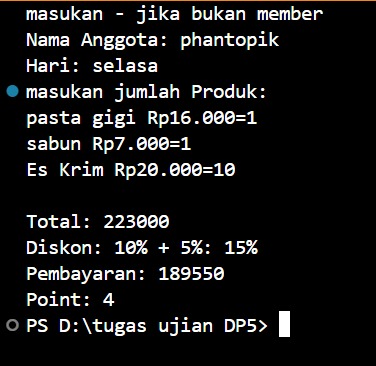 masukan - jika bukan member
Nama Anggota: phantopik
Hari: selasa
masukan jumlah Produk:
pasta gigi Rp16.000=1
sabun Rp7.000=1
Es Krim Rp20.000=10
Total: 223000
Diskon: 10% + 5%: 15%
Pembayaran: 189550
Point: 4
PS D:\tugas ujian DP5>